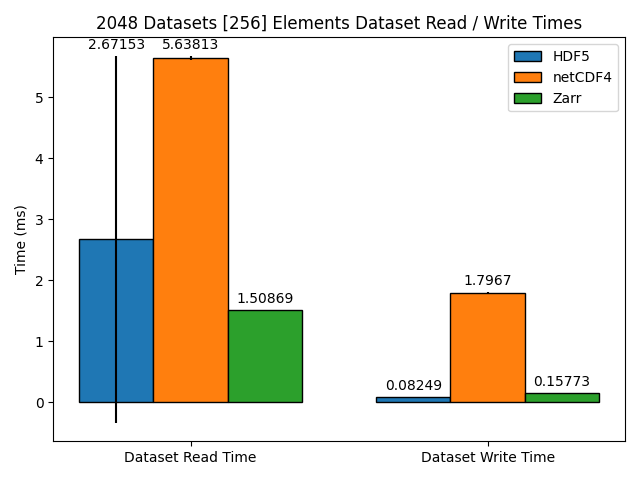 2048 Datasets [256] Elements Dataset Read / Write Times
2.67153
5.63813
1.50869
0.08249
1.7967
0.15773
HDF5
netCDF4
Zarr
Time (ms)
5
4
3
2
1
0
Dataset Read Time
Dataset Write Time